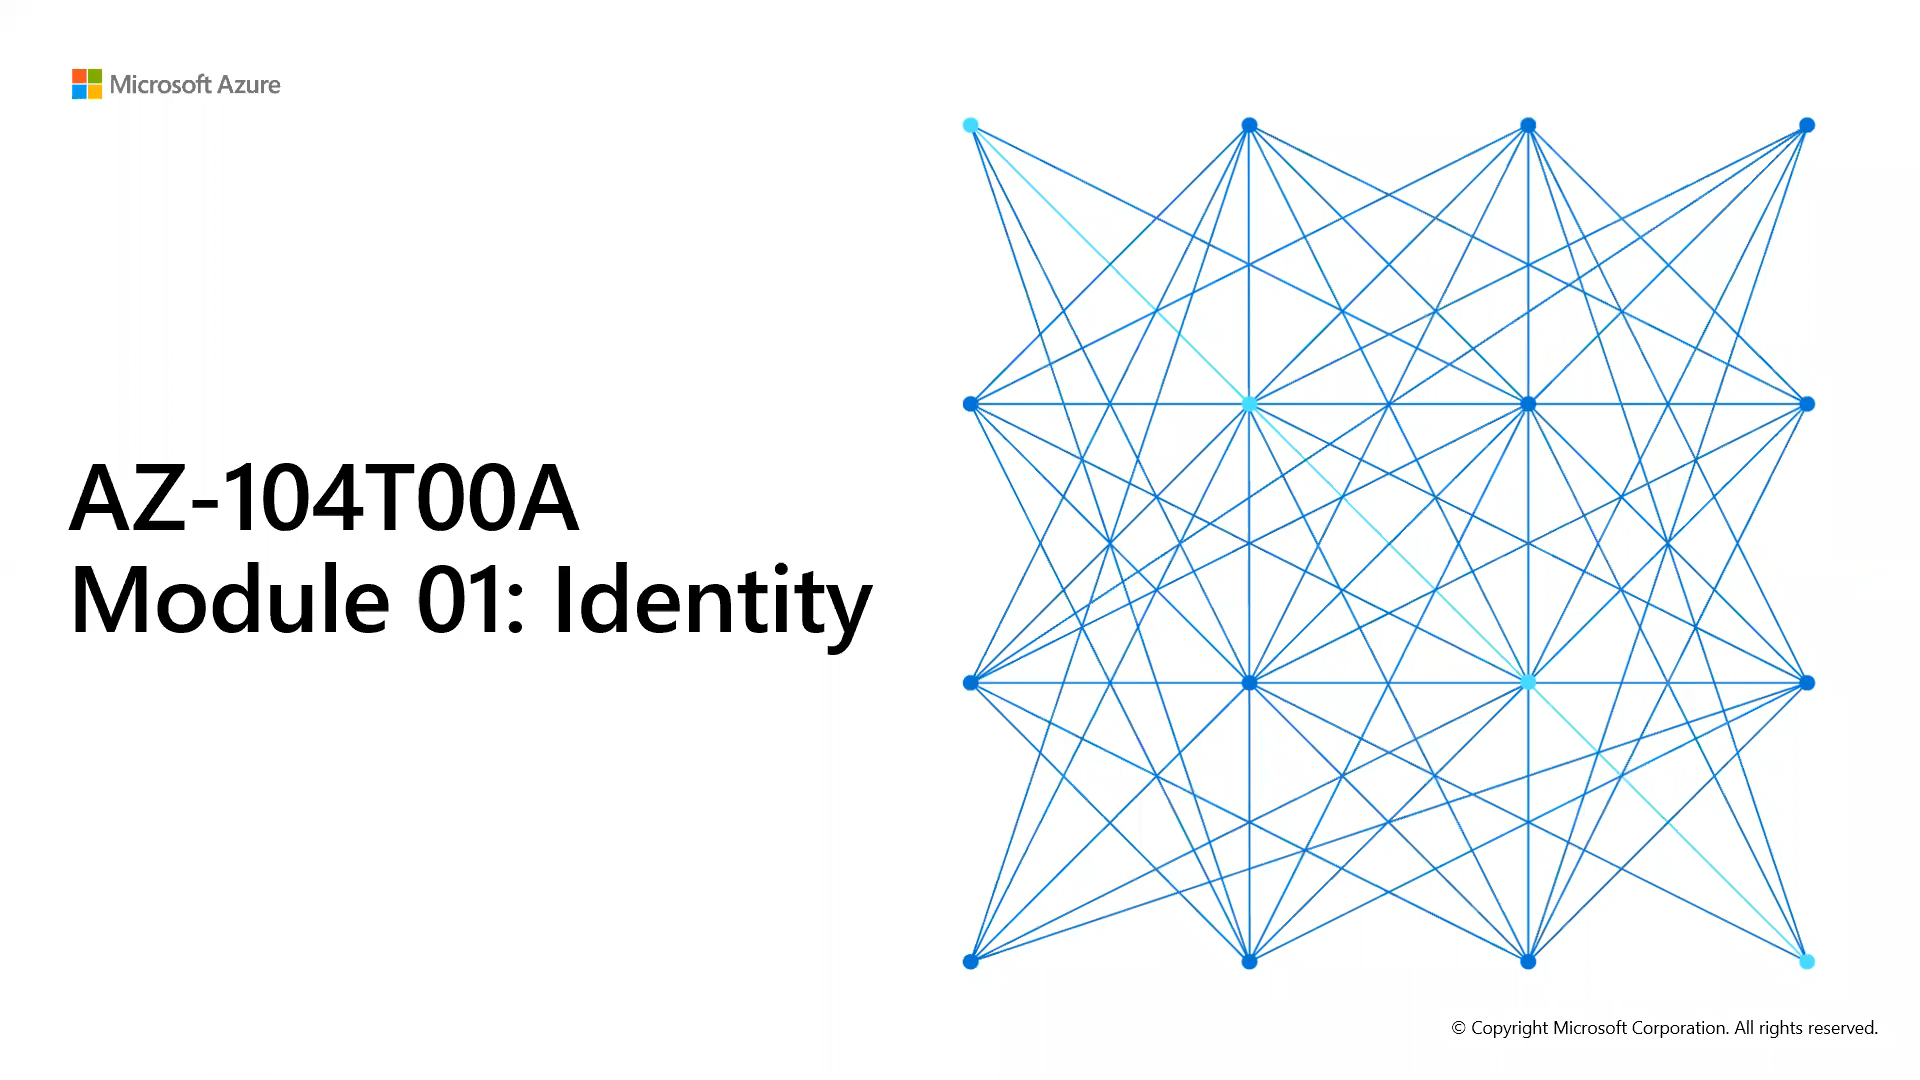 Microsoft Azure
AZ-104T00A
Module 01: Identity
© Copyright Microsoft Corporation. All rights reserved.